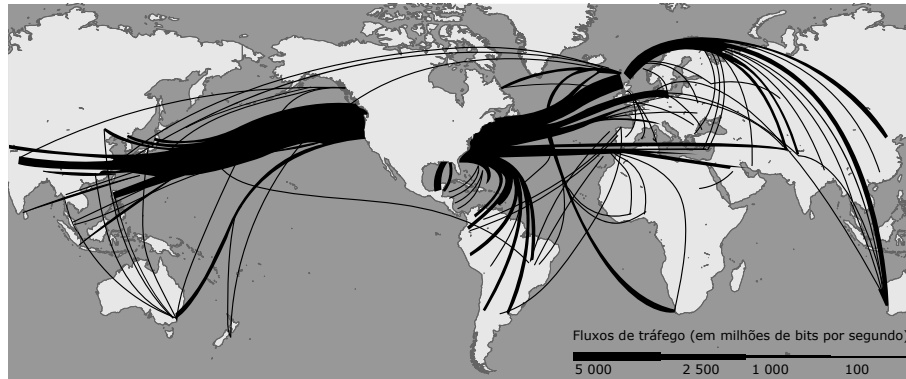 Fluxos de tráfego (em milhões de bits por segundo)
5 000 2 500 1 000 100